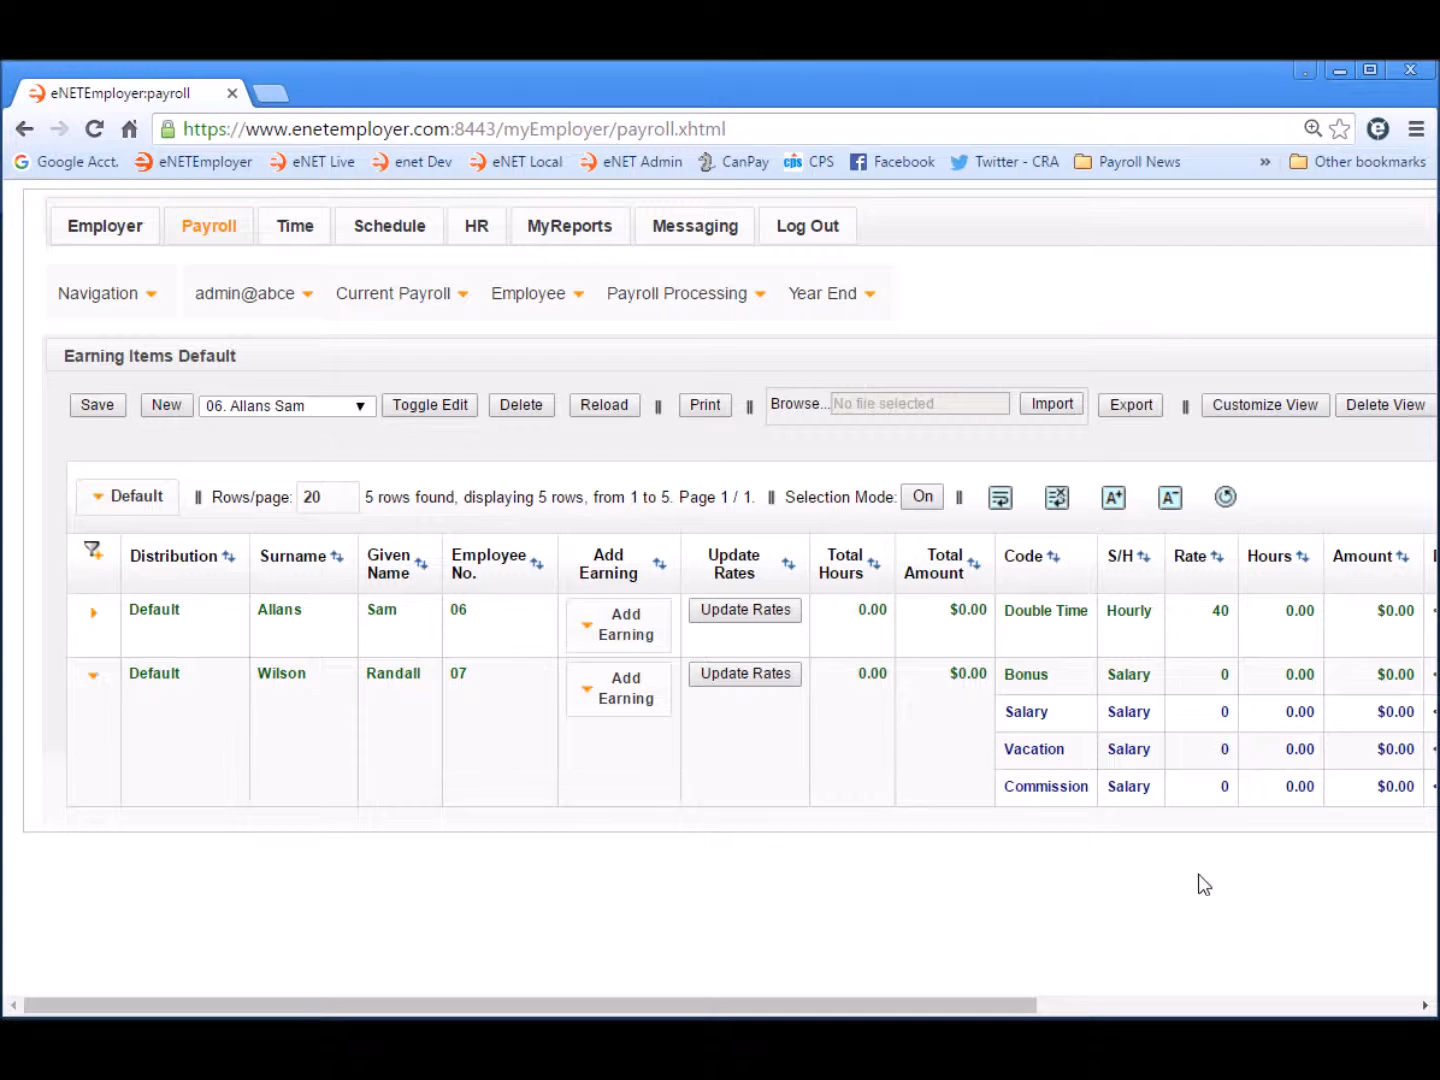 eNETEmployer:payroll
https://www.enetemployer.com:8443/myEmployer/payroll.xhtml
Google Acct. eNETEmployer eNET Live enet Dev eNET Local eNET Admin CanPay cps CPS Facebook Twitter - CRA Payroll News » Other bookmarks
Employer Payroll Time Schedule HR MyReports Messaging Log Out
Navigation admin@abce Current Payroll Employee Payroll Processing Year End
Earning Items Default
Save New 06. Allans Sam Toggle Edit Delete Reload || Print || Browse... No file selected Import Export || Customize View Delete View
Default || Rows/page: 20 5 rows found, displaying 5 rows, from 1 to 5. Page 1 / 1. || Selection Mode: On || A+ A-
Distribution Surname Given Name Employee No. Add Earning Update Rates Total Hours Total Amount Code S/H Rate Hours Amount
Default Allans Sam 06 Add Earning Update Rates 0.00 $0.00 Double Time Hourly 40 0.00 $0.00
Default Wilson Randall 07 Add Earning Update Rates 0.00 $0.00 Bonus Salary 0 0.00 $0.00
Salary Salary 0 0.00 $0.00
Vacation Salary 0 0.00 $0.00
Commission Salary 0 0.00 $0.00